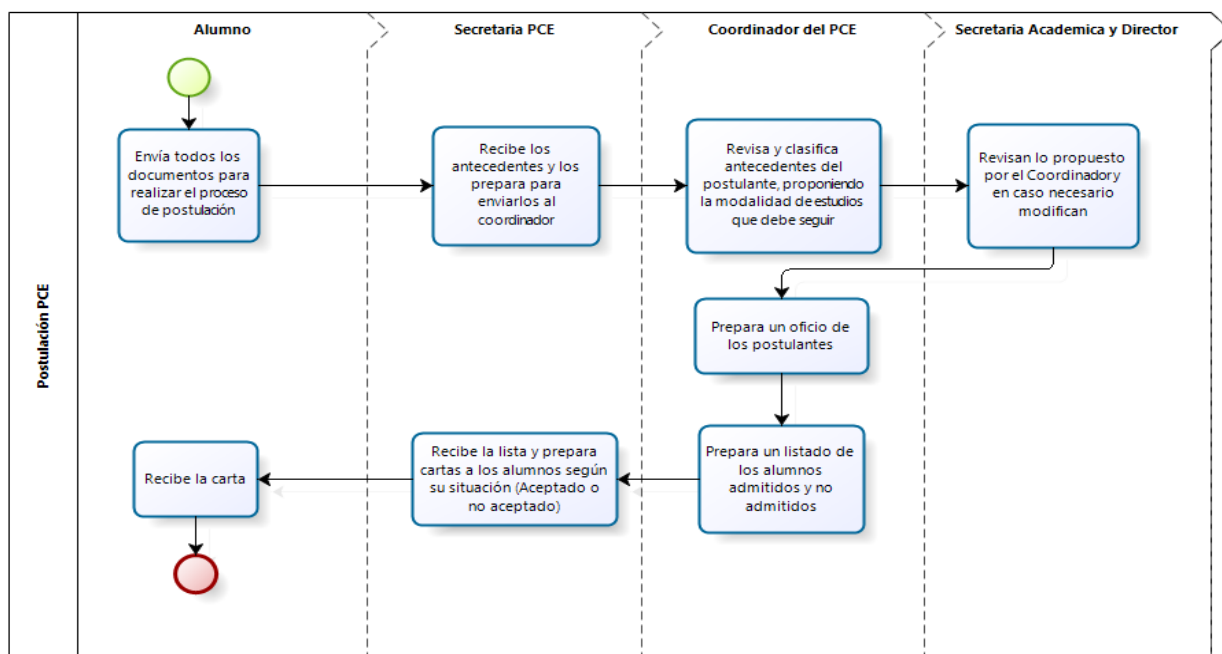 Alumno
Secretaria PCE
Coordinador del PCE
Secretaria Academica y Director
Postulación PCE
Envía todos los
documentos para
realizar el proceso
de postulación
Recibe los
antecedentes y los
prepara para
enviarlos al
coordinador
Revisa y clasifica
antecedentes del
postulante, proponiendo
la modalidad de estudios
que debe seguir
Revisan lo propuesto
por el Coordinador y
en caso necesario
modifican
Prepara un oficio de
los postulantes
Prepara un listado de
los alumnos
admitidos y no
admitidos
Recibe la lista y prepara
cartas a los alumnos según
su situación (Aceptado o
no aceptado)
Recibe la carta